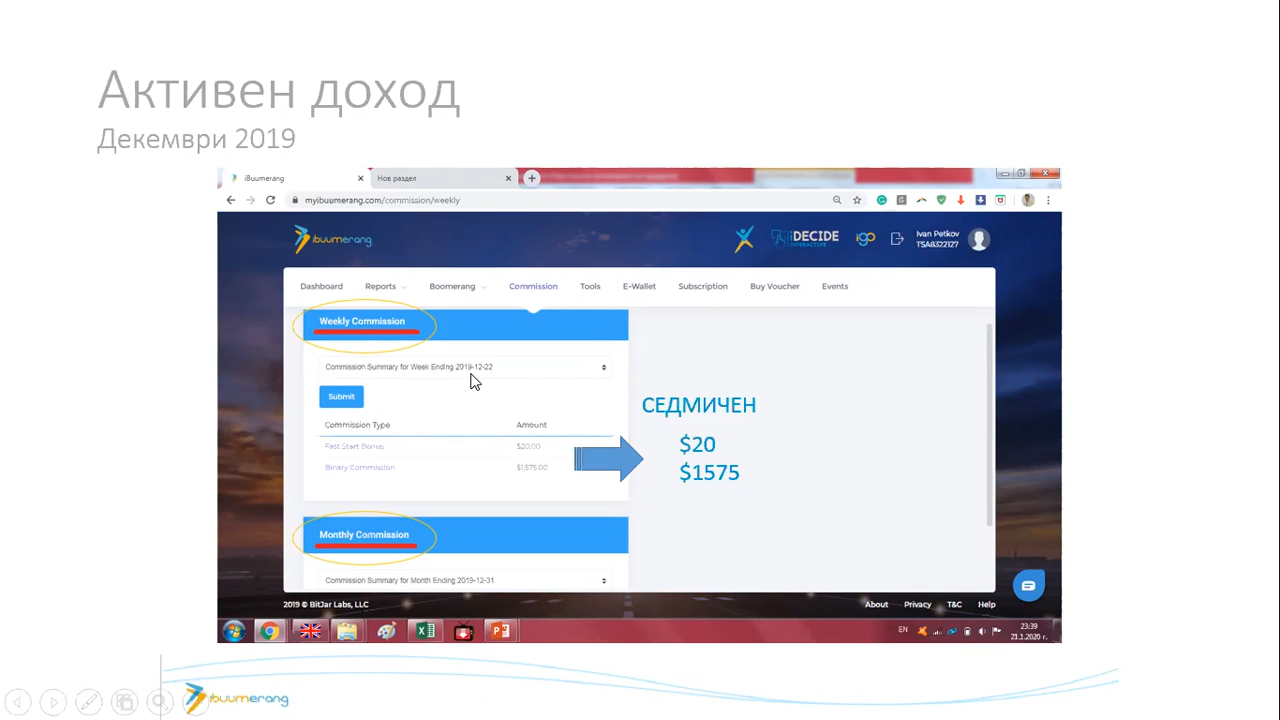 Активен доход
Декември 2019
iBuumerang
Нов раздел
myibuumerang.com/commission/weekly
ibuumerang
iDECIDE
INTERACTIVE
igo
Ivan Petkov
TSA8322127
Dashboard Reports Boomerang Commission Tools E-Wallet Subscription Buy Voucher Events
Weekly Commission
Commission Summary for Week Ending 2019-12-22
Submit
Commission Type Amount
Fast Start Bonus $20.00
Binary Commission $1,575.00
СЕДМИЧЕН
$20
$1575
Monthly Commission
Commission Summary for Month Ending 2019-12-31
2019 © BitJar Labs, LLC
About Privacy T&C Help
EN
23:39
21.1.2020 г.
ibuumerang